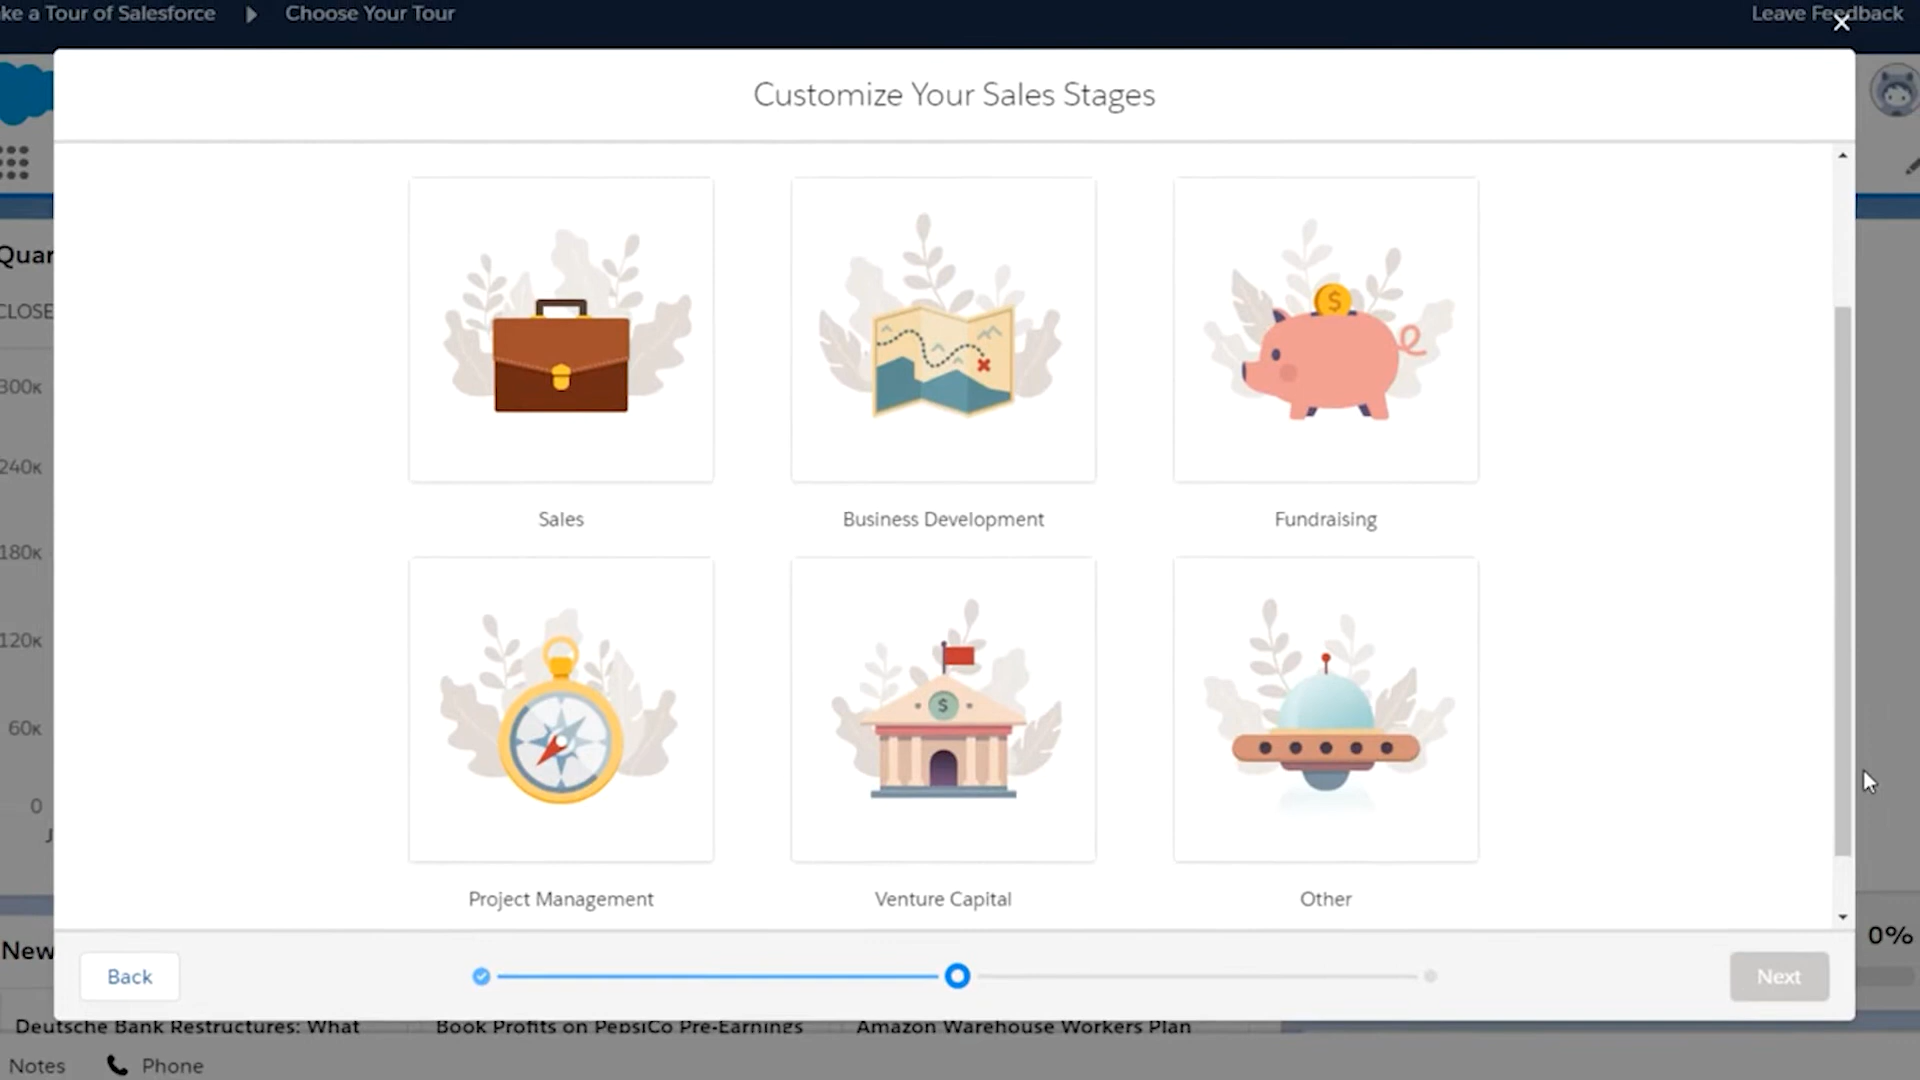 ke a Tour of Salesforce
Choose Your Tour
Leave Feedback
Customize Your Sales Stages
Quar
CLOSE
300K
240K
180K
120K
60K
0
J
Sales
Business Development
Fundraising
Project Management
Venture Capital
Other
New
0%
Back
Next
Deutsche Bank Restructures: What
Book Profits on PepsiCo Pre-Earnings
Amazon Warehouse Workers Plan
Notes
Phone
$
$